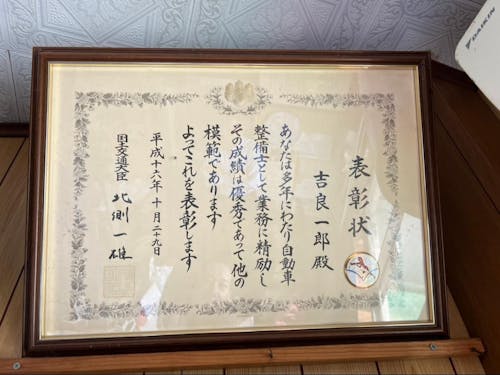 表彰状
吉良一郎殿
あなたは多年にわたり自動車
整備士として業務に精励し
その成績は優秀であって他の
模範であります
よってこれを表彰します
平成十六年十月二十九日
国土交通大臣 北側一雄
DAIKIN